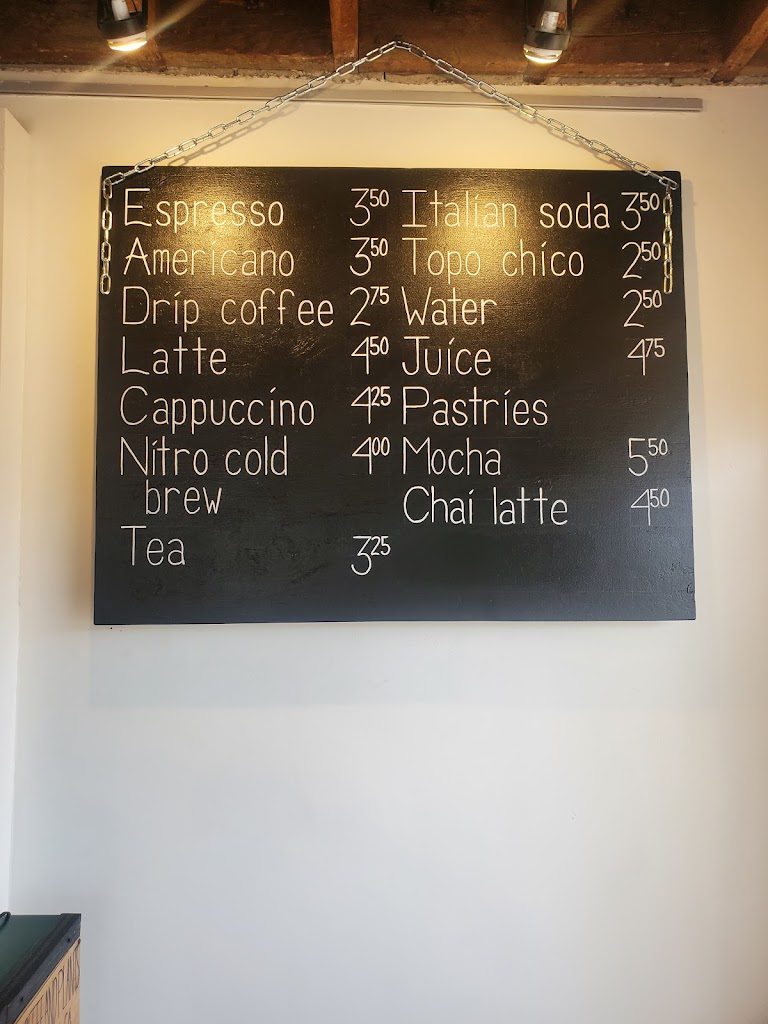 Espresso 3.50
Americano 3.50
Drip coffee 2.75
Latte 4.50
Cappuccino 4.25
Nitro cold 4.00
brew
Tea 3.25
Italian soda 3.50
Topo chico 2.50
Water 2.50
Juice 4.75
Pastries
Mocha 5.50
Chai latte 4.50